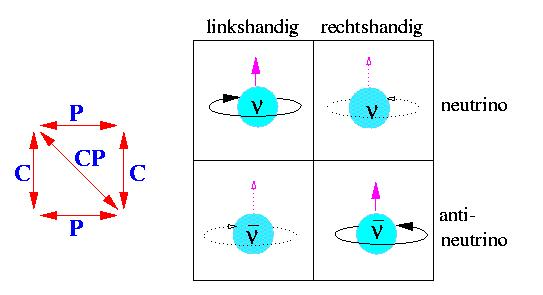 linkshandig rechtshandig
P
CP
C C
P
ν ν neutrino
ν̅ ν̅ anti-
neutrino